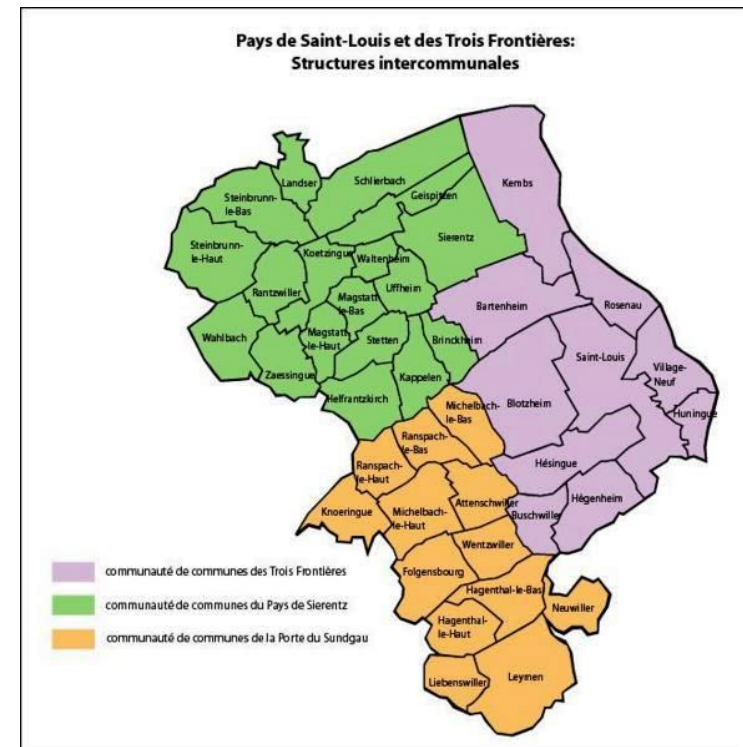 Pays de Saint-Louis et des Trois Frontières:
Structures intercommunales
Kembs
Landser
Schlierbach
Geispitzen
Steinbrunn-
le-Bas
Sierentz
Steinbrunn-
le-Haut
Koetzingue
Waltenheim
Uffheim
Rantzwiller
Magstatt
le-Bas
Bartenheim
Rosenau
Wahlbach
Magstatt
-le-Haut
Stetten
Brinckheim
Saint-Louis
Zaessingue
Kappelen
Village-
Neuf
Helfrantzkirch
Blotzheim
Huningue
Michelbach
-le-Bas
Ranspach
-le-Bas
Ranspach-
le-Haut
Hésingue
Attenschwiller
Hégenheim
Knoeringue
Michelbach
-le-Haut
Buschwiller
Wentzwiller
Folgensbourg
Hagenthal-le-Bas
Neuwiller
Hagenthal
-le-Haut
Liebenswiller
Leymen
communauté de communes des Trois Frontières
communauté de communes du Pays de Sierentz
communauté de communes de la Porte du Sundgau